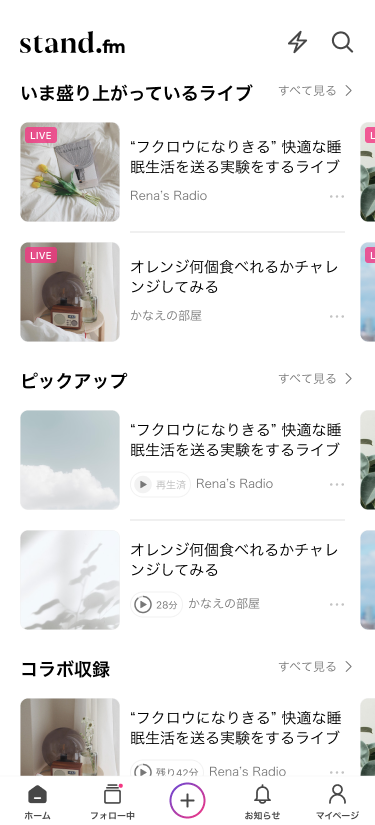 stand.fm
いま盛り上がっているライブ
すべて見る
LIVE
“フクロウになりきる” 快適な睡
眠生活を送る実験をするライブ
Rena's Radio
LIVE
オレンジ何個食べれるかチャレ
ンジしてみる
かなえの部屋
ピックアップ
すべて見る
“フクロウになりきる” 快適な睡
眠生活を送る実験をするライブ
再生済
Rena's Radio
オレンジ何個食べれるかチャレ
ンジしてみる
28分
かなえの部屋
コラボ収録
すべて見る
“フクロウになりきる” 快適な睡
眠生活を送る実験をするライブ
残り42分
Rena's Radio
ホーム
フォロー中
お知らせ
マイページ